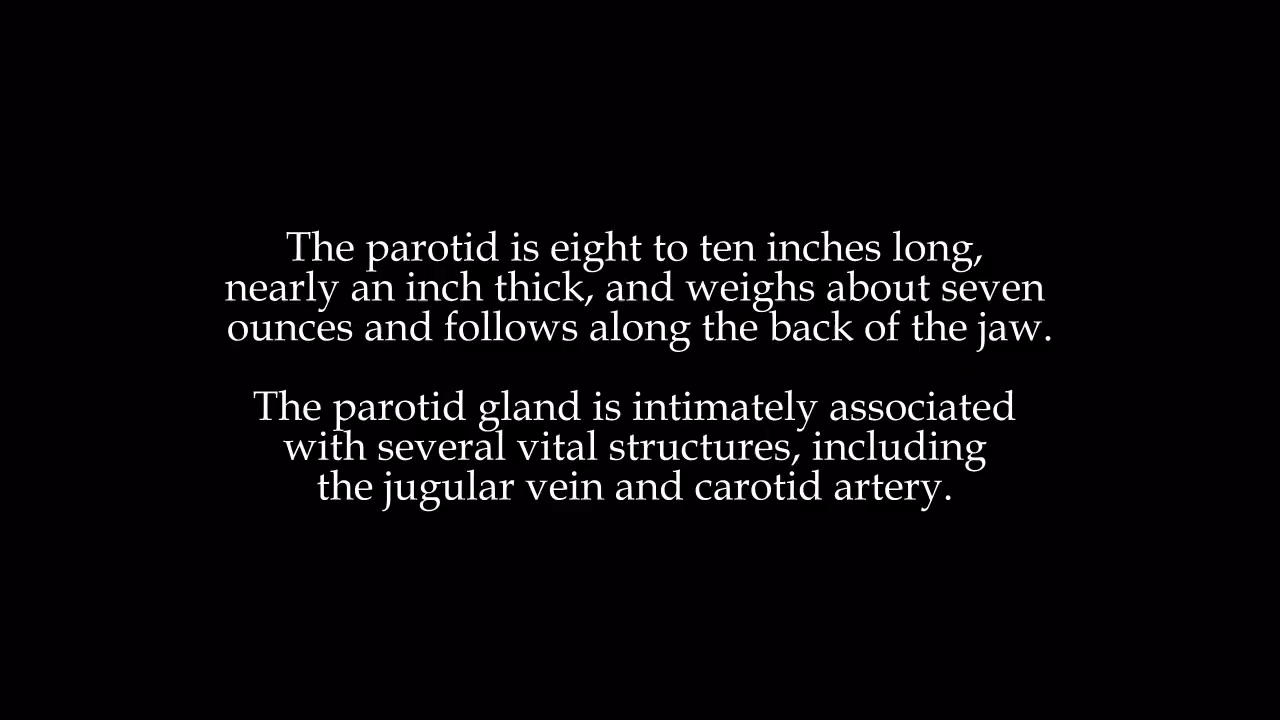 The parotid is eight to ten inches long,
nearly an inch thick, and weighs about seven
ounces and follows along the back of the jaw.
The parotid gland is intimately associated
with several vital structures, including
the jugular vein and carotid artery.